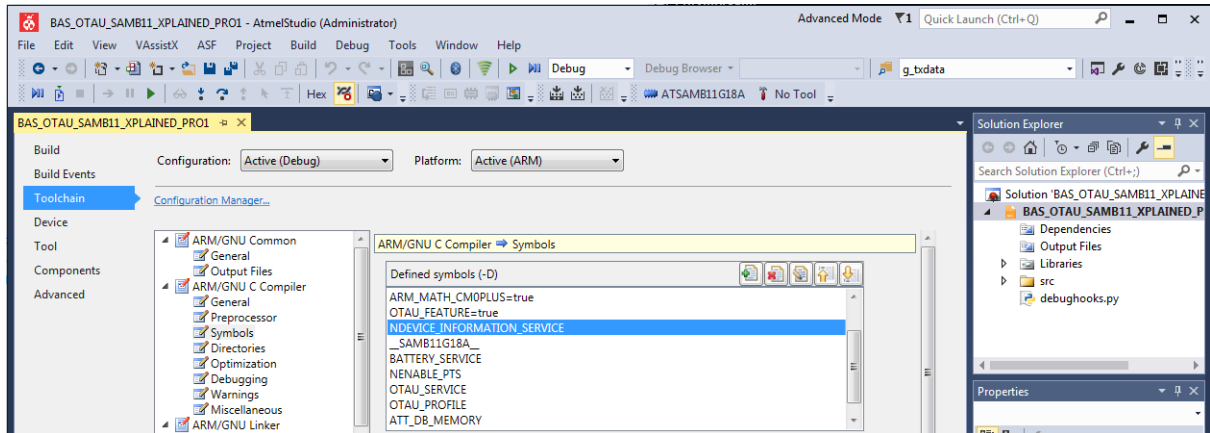 BAS_OTAU_SAMB11_XPLAINED_PRO1 - AtmelStudio (Administrator)
Advanced Mode 1 Quick Launch (Ctrl+Q)
File Edit View VAssistX ASF Project Build Debug Tools Window Help
Debug Debug Browser g_txdata
Hex ATSAMB11G18A No Tool
BAS_OTAU_SAMB11_XPLAINED_PRO1
Build
Build Events
Toolchain
Device
Tool
Components
Advanced
Configuration: Active (Debug) Platform: Active (ARM)
Configuration Manager...
ARM/GNU Common
General
Output Files
ARM/GNU C Compiler
General
Preprocessor
Symbols
Directories
Optimization
Debugging
Warnings
Miscellaneous
ARM/GNU Linker
ARM/GNU C Compiler Symbols
Defined symbols (-D)
ARM_MATH_CM0PLUS=true
OTAU_FEATURE=true
NDEVICE_INFORMATION_SERVICE
__SAMB11G18A__
BATTERY_SERVICE
NENABLE_PTS
OTAU_SERVICE
OTAU_PROFILE
ATT_DB_MEMORY
Solution Explorer
Search Solution Explorer (Ctrl+;)
Solution 'BAS_OTAU_SAMB11_XPLAINE
BAS_OTAU_SAMB11_XPLAINED_P
Dependencies
Output Files
Libraries
src
debughooks.py
Properties